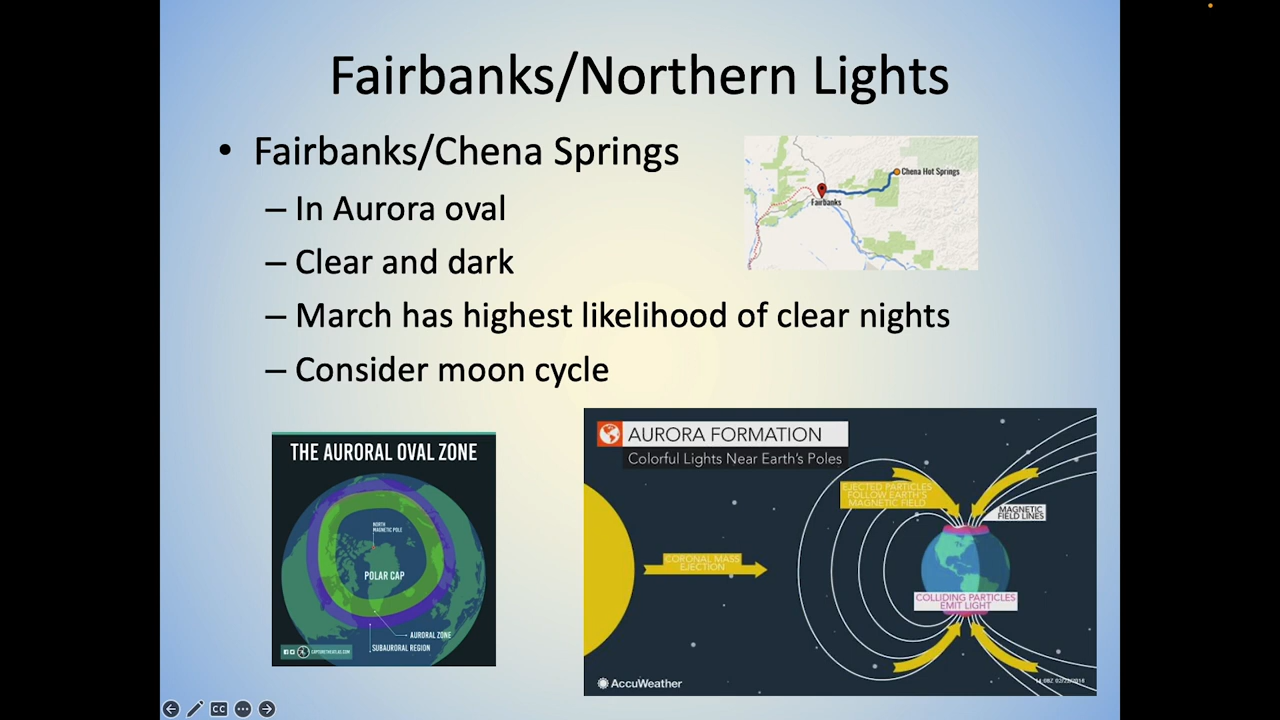 Fairbanks/Northern Lights
• Fairbanks/Chena Springs
– In Aurora oval
– Clear and dark
– March has highest likelihood of clear nights
– Consider moon cycle
Chena Hot Springs
Fairbanks
THE AURORAL OVAL ZONE
NORTH
MAGNETIC POLE
POLAR CAP
AURORAL ZONE
SUBAURORAL REGION
CAPTURETHEATLAS.COM
AURORA FORMATION
Colorful Lights Near Earth's Poles
EJECTED PARTICLES
FOLLOW EARTH'S
MAGNETIC FIELD
MAGNETIC
FIELD LINES
CORONAL MASS
EJECTION
COLLIDING PARTICLES
EMIT LIGHT
AccuWeather
CC